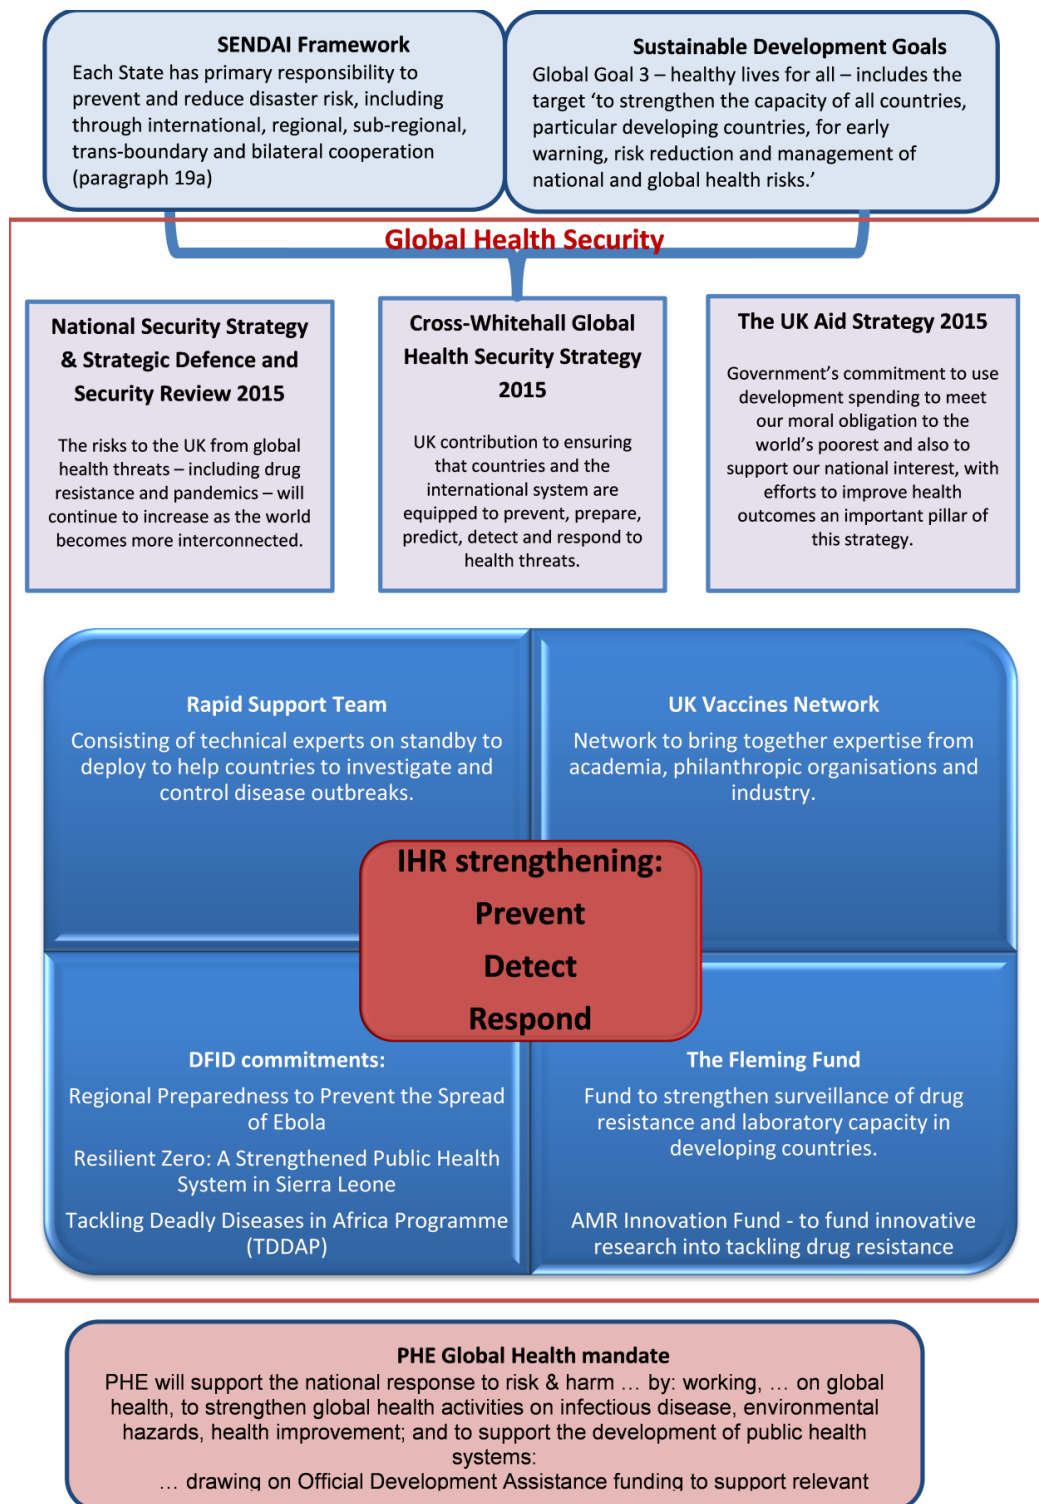 SENDAI Framework
Each State has primary responsibility to
prevent and reduce disaster risk, including
through international, regional, sub-regional,
trans-boundary and bilateral cooperation
(paragraph 19a)
Sustainable Development Goals
Global Goal 3 – healthy lives for all – includes the
target ‘to strengthen the capacity of all countries,
particular developing countries, for early
warning, risk reduction and management of
national and global health risks.’
Global Health Security
National Security Strategy
& Strategic Defence and
Security Review 2015
The risks to the UK from global
health threats – including drug
resistance and pandemics – will
continue to increase as the world
becomes more interconnected.
Cross-Whitehall Global
Health Security Strategy
2015
UK contribution to ensuring
that countries and the
international system are
equipped to prevent, prepare,
predict, detect and respond to
health threats.
The UK Aid Strategy 2015
Government’s commitment to use
development spending to meet
our moral obligation to the
world’s poorest and also to
support our national interest, with
efforts to improve health
outcomes an important pillar of
this strategy.
Rapid Support Team
Consisting of technical experts on standby to
deploy to help countries to investigate and
control disease outbreaks.
UK Vaccines Network
Network to bring together expertise from
academia, philanthropic organisations and
industry.
IHR strengthening:
Prevent
Detect
Respond
DFID commitments:
Regional Preparedness to Prevent the Spread
of Ebola
Resilient Zero: A Strengthened Public Health
System in Sierra Leone
Tackling Deadly Diseases in Africa Programme
(TDDAP)
The Fleming Fund
Fund to strengthen surveillance of drug
resistance and laboratory capacity in
developing countries.
AMR Innovation Fund - to fund innovative
research into tackling drug resistance
PHE Global Health mandate
PHE will support the national response to risk & harm … by: working, … on global
health, to strengthen global health activities on infectious disease, environmental
hazards, health improvement; and to support the development of public health
systems:
… drawing on Official Development Assistance funding to support relevant